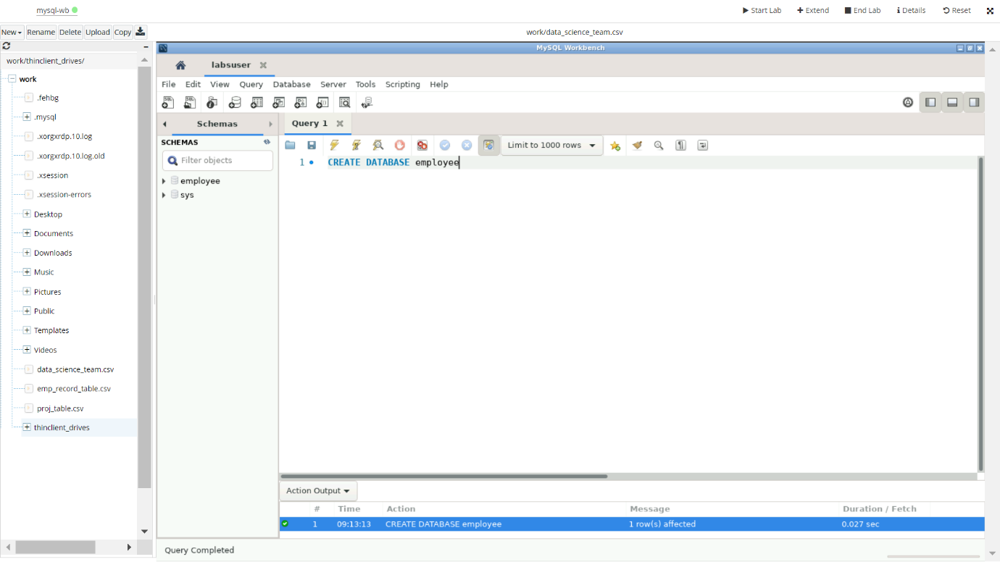 mysql-wb
Start Lab
Extend
End Lab
Details
Reset
New
Rename
Delete
Upload
Copy
work/data_science_team.csv
work/thinclient_drives/
work
.fehbg
.mysql
.xorgxrdp.10.log
.xorgxrdp.10.log.old
.xsession
.xsession-errors
Desktop
Documents
Downloads
Music
Pictures
Public
Templates
Videos
data_science_team.csv
emp_record_table.csv
proj_table.csv
thinclient_drives
MySQL Workbench
labsuser
File Edit View Query Database Server Tools Scripting Help
Schemas
SCHEMAS
Filter objects
employee
sys
Query 1
Limit to 1000 rows
1 CREATE DATABASE employee
Action Output
# Time Action Message Duration / Fetch
1 09:13:13 CREATE DATABASE employee 1 row(s) affected 0.027 sec
Query Completed